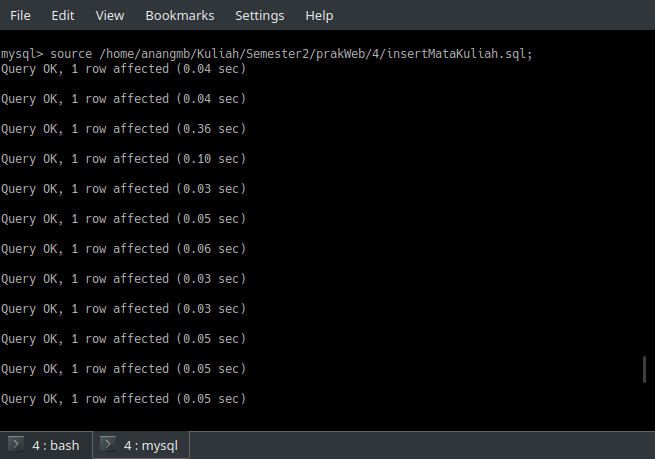 File Edit View Bookmarks Settings Help
mysql> source /home/anangmb/Kuliah/Semester2/prakWeb/4/insertMataKuliah.sql;
Query OK, 1 row affected (0.04 sec)
Query OK, 1 row affected (0.04 sec)
Query OK, 1 row affected (0.36 sec)
Query OK, 1 row affected (0.10 sec)
Query OK, 1 row affected (0.03 sec)
Query OK, 1 row affected (0.05 sec)
Query OK, 1 row affected (0.06 sec)
Query OK, 1 row affected (0.03 sec)
Query OK, 1 row affected (0.03 sec)
Query OK, 1 row affected (0.05 sec)
Query OK, 1 row affected (0.05 sec)
Query OK, 1 row affected (0.05 sec)
4 : bash 4 : mysql